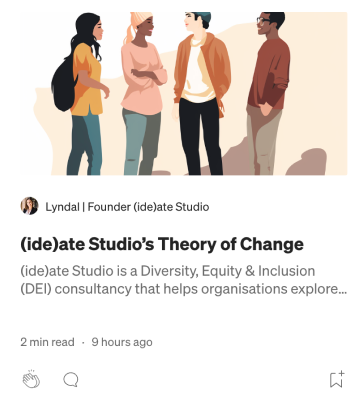 Lyndal | Founder (ide)ate Studio
(ide)ate Studio’s Theory of Change
(ide)ate Studio is a Diversity, Equity & Inclusion
(DEI) consultancy that helps organisations explore...
2 min read · 9 hours ago